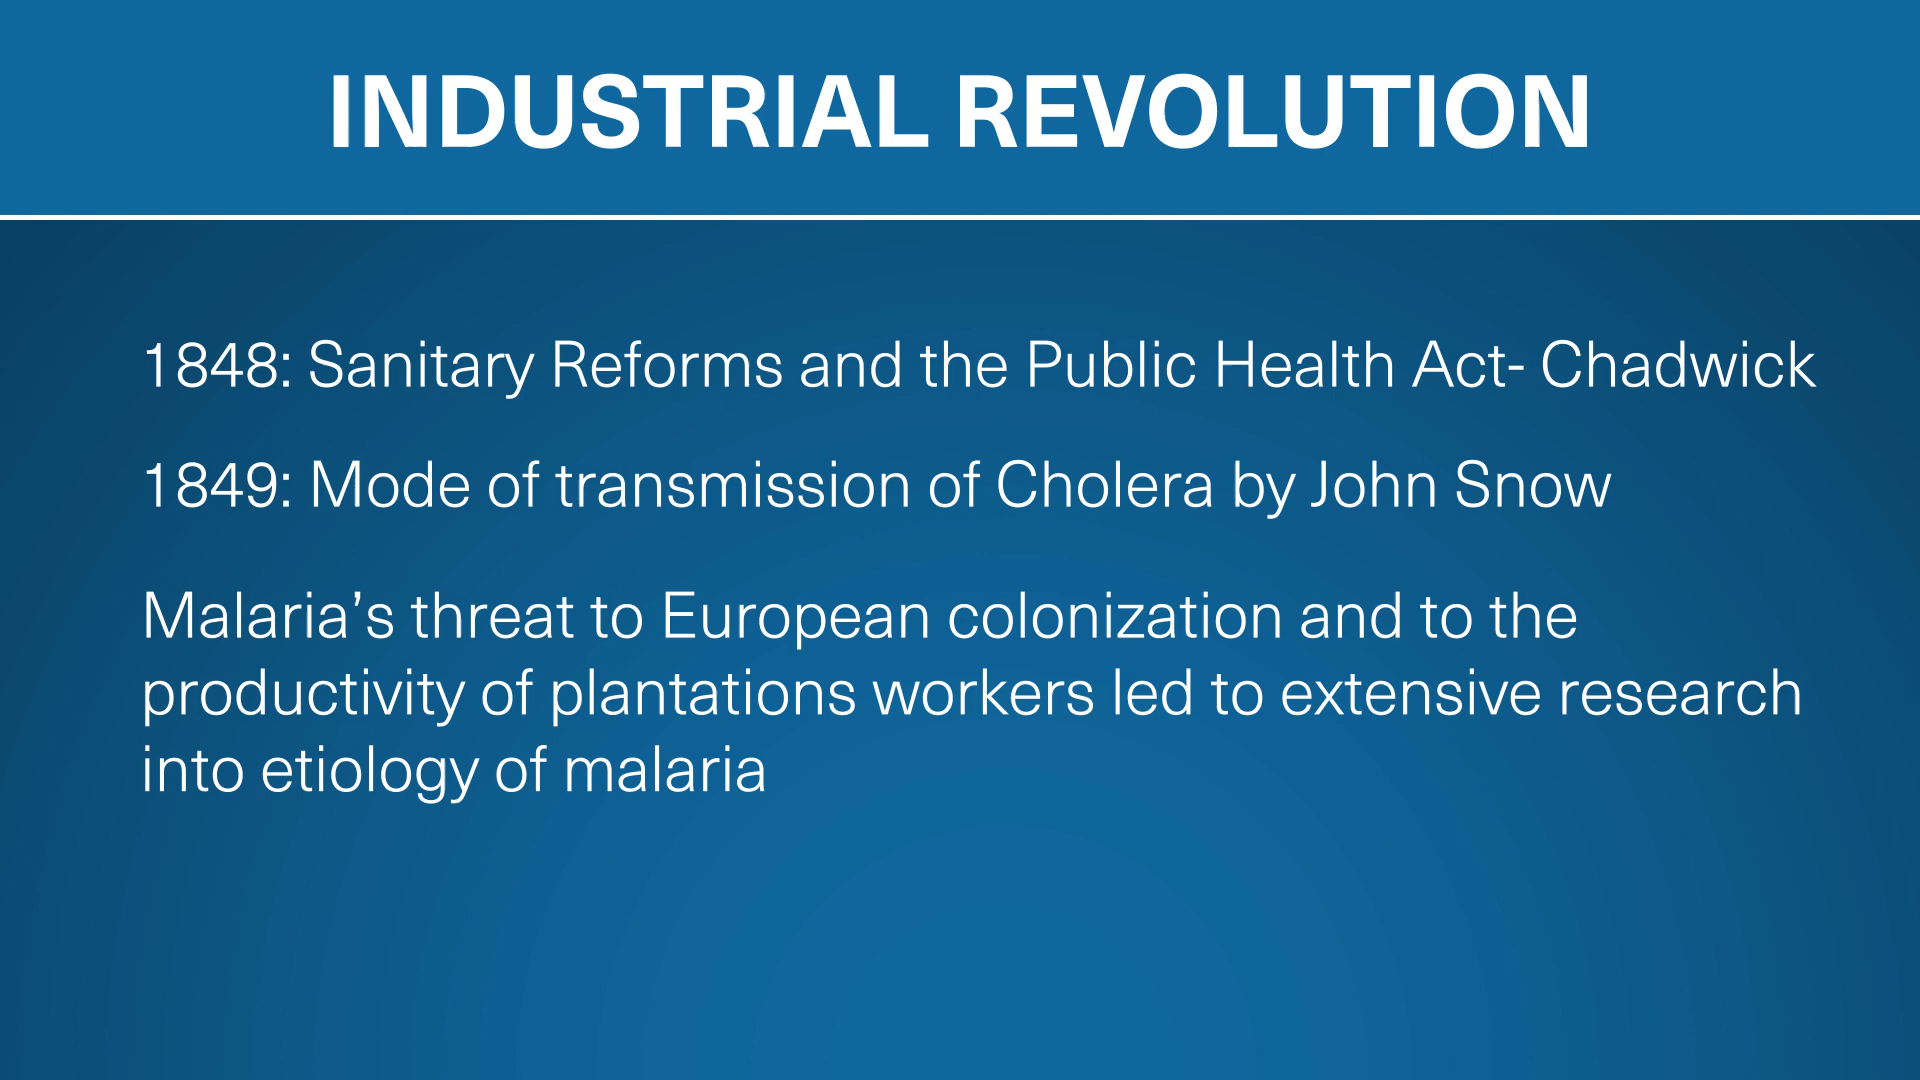 INDUSTRIAL REVOLUTION
1848: Sanitary Reforms and the Public Health Act- Chadwick
1849: Mode of transmission of Cholera by John Snow
Malaria’s threat to European colonization and to the
productivity of plantations workers led to extensive research
into etiology of malaria